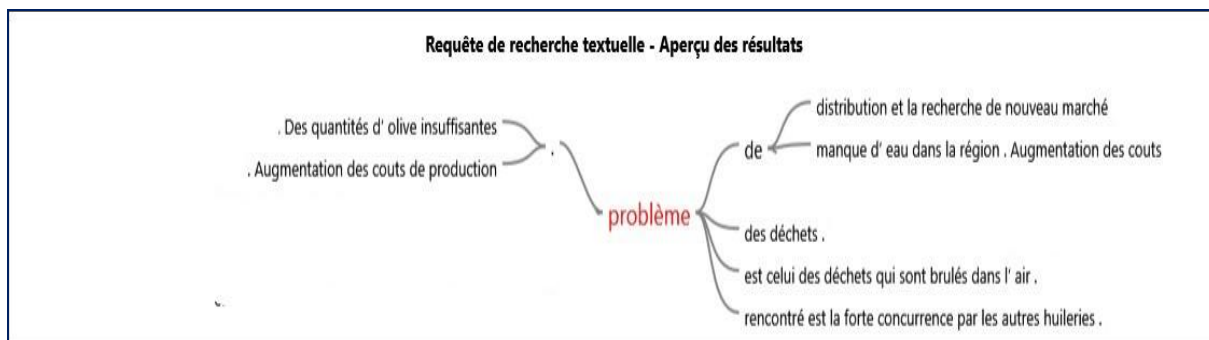 Requête de recherche textuelle - Aperçu des résultats
. Des quantités d' olive insuffisantes
. Augmentation des couts de production
.
problème
de
distribution et la recherche de nouveau marché
manque d' eau dans la région . Augmentation des couts
des déchets .
est celui des déchets qui sont brulés dans l' air .
rencontré est la forte concurrence par les autres huileries .